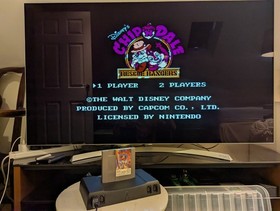 Disney's
CHIP 'N DALE
RESCUE RANGERS
1 PLAYER 2 PLAYERS
©THE WALT DISNEY COMPANY
PRODUCED BY CAPCOM CO., LTD.
LICENSED BY NINTENDO